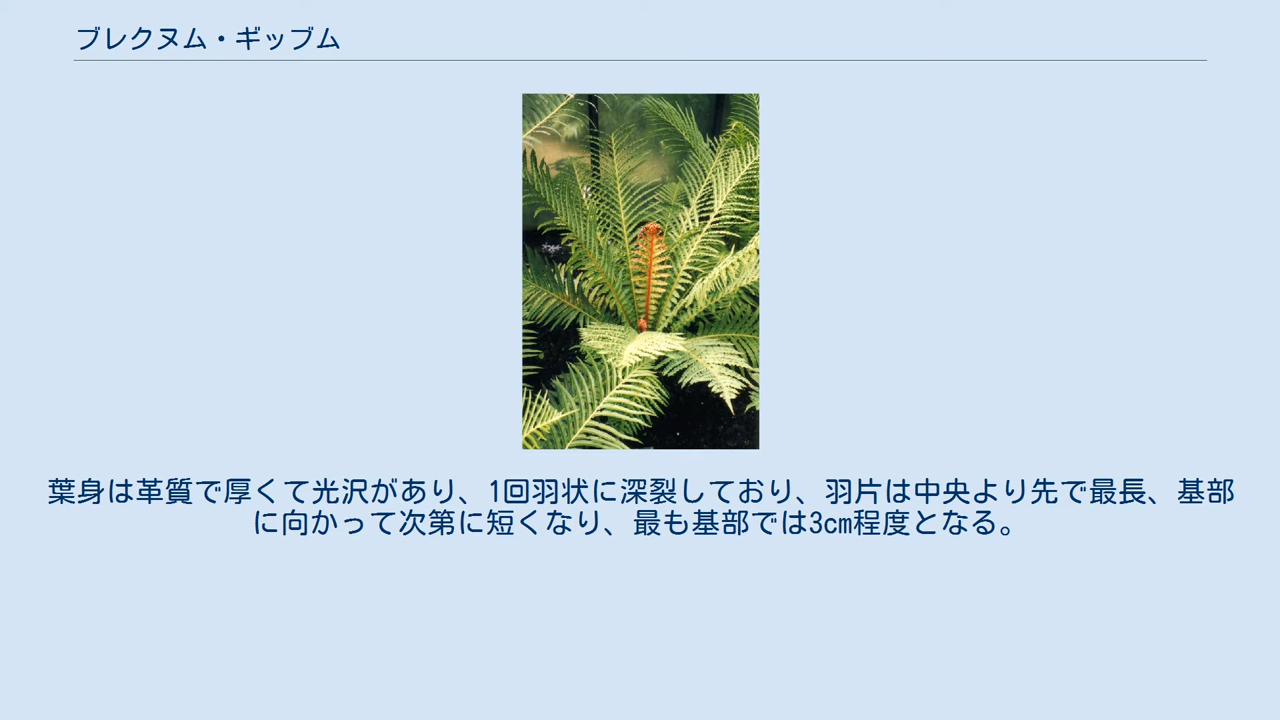 ブレクヌム・ギッブム
葉身は革質で厚くて光沢があり、1回羽状に深裂しており、羽片は中央より先で最長、基部
に向かって次第に短くなり、最も基部では3cm程度となる。